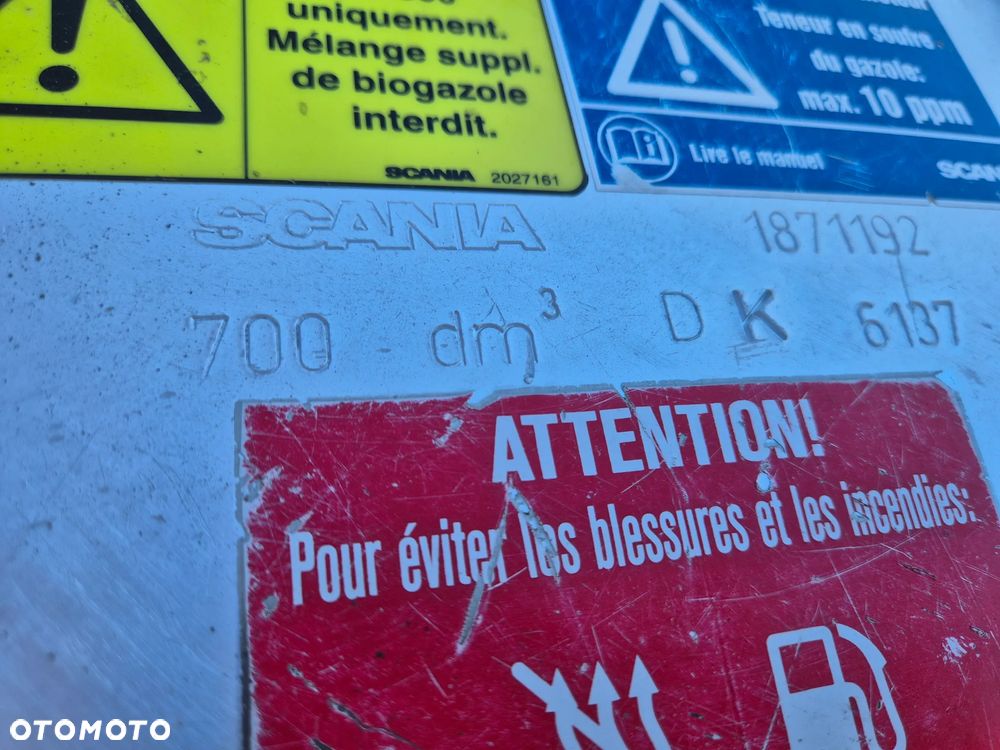 uniquement.
Mélange suppl.
de biogazole
interdit.
SCANIA 2027161
Teneur en soufre
du gazole:
max. 10 ppm
Lire le manuel
SCANIA 1871192
700 dm³ D K 6137
ATTENTION!
Pour éviter les blessures et les incendies:
OTOMOTO